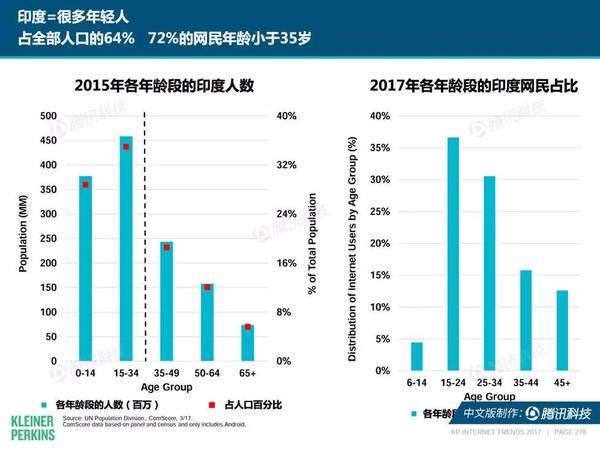 印度=很多年轻人
占全部人口的64% 72%的网民年龄小于35岁
2015年各年龄段的印度人数
腾讯科技
Population (MM)
500
450
400
350
300
250
200
150
100
50
0
% of Total Population
40%
32%
24%
16%
8%
0%
0-14 15-34 35-49 50-64 65+
Age Group
各年龄段的人数（百万） 占人口百分比
2017年各年龄段的印度网民占比
腾讯科技
Distribution of Internet Users by Age Group (%)
40%
35%
30%
25%
20%
15%
10%
5%
0%
6-14 15-24 25-34 35-44 45+
Age Group
各年龄段
中文版制作： 腾讯科技
KLEINER
PERKINS
Source: UN Population Division., ComScore, 3/17.
ComScore data based on panel and census and only includes Android.
KP INTERNET TRENDS 2017 | PAGE 278